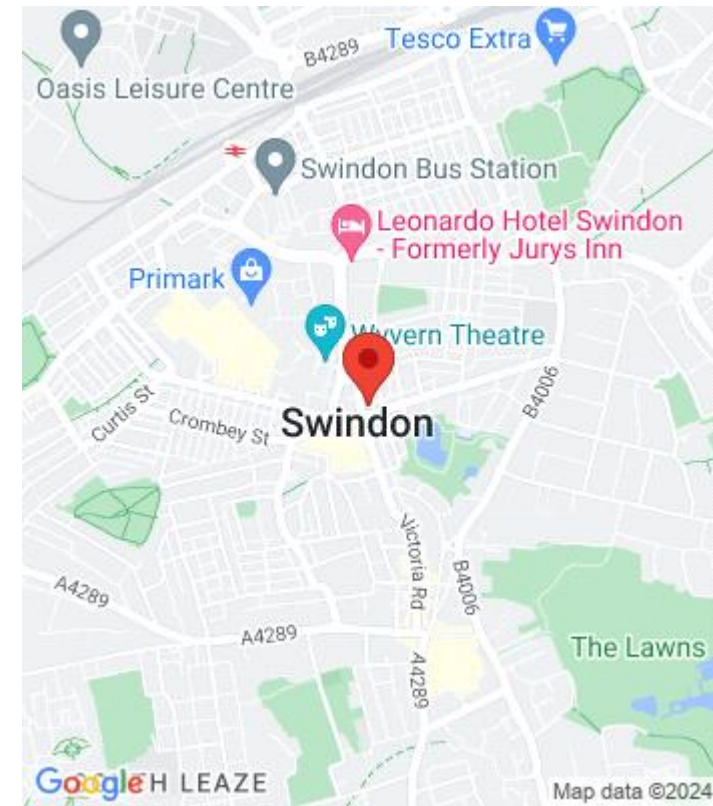 B4289
Tesco Extra
Oasis Leisure Centre
Swindon Bus Station
Leonardo Hotel Swindon
- Formerly Jurys Inn
Primark
Wyvern Theatre
B4006
Curtis St
Crombey St
Swindon
Victoria Rd
B4006
A4289
A4289
The Lawns
A4289
Google
H LEAZE
Map data ©2024